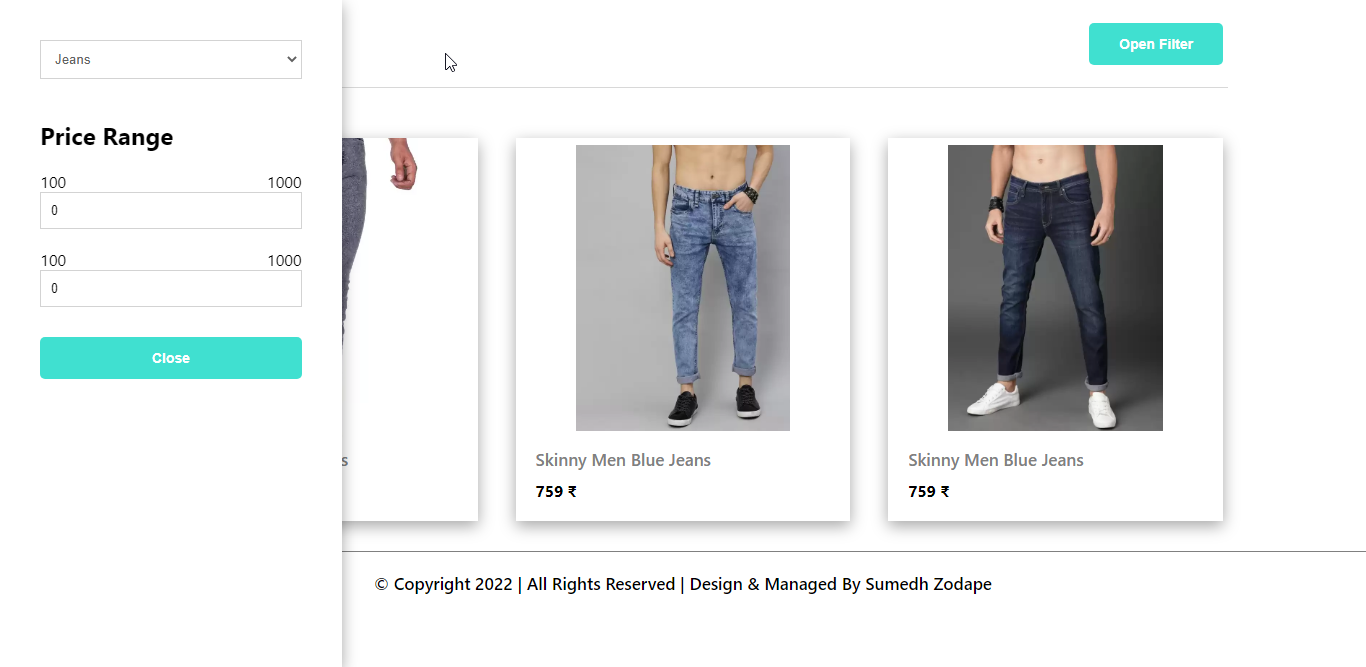 Jeans
Open Filter
Price Range
100 1000
0
100 1000
0
Close
s
Skinny Men Blue Jeans
759 ₹
Skinny Men Blue Jeans
759 ₹
© Copyright 2022 | All Rights Reserved | Design & Managed By Sumedh Zodape